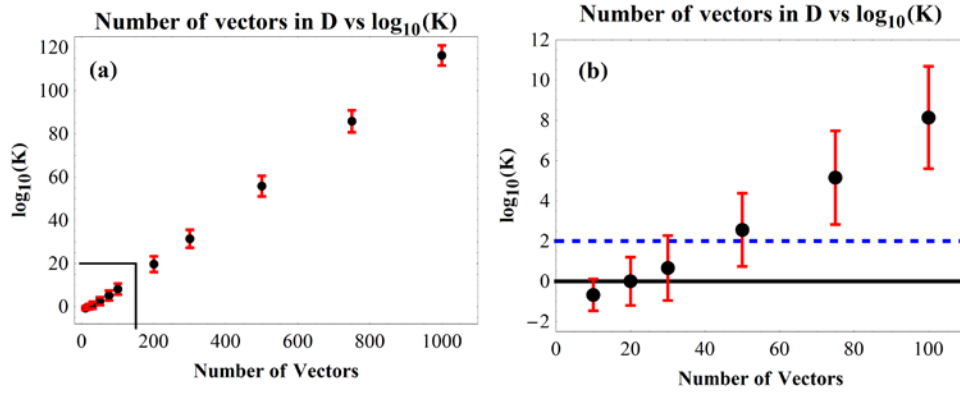 Number of vectors in D vs log10(K)
(a)
log10(K)
120
100
80
60
40
20
0
0 200 400 600 800 1000
Number of Vectors
Number of vectors in D vs log10(K)
(b)
log10(K)
12
10
8
6
4
2
0
−2
0 20 40 60 80 100
Number of Vectors